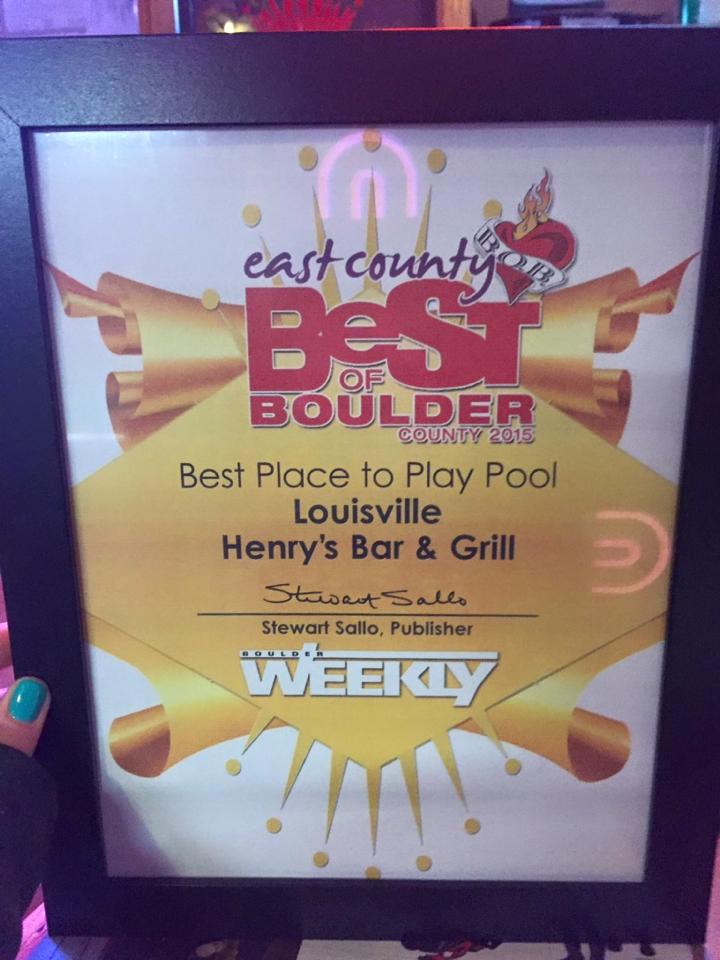 east county
B.O.B.
BeST
OF
BOULDER
COUNTY 2015
Best Place to Play Pool
Louisville
Henry's Bar & Grill
Stewart Sallo
Stewart Sallo, Publisher
BOULDER
WEEKLY